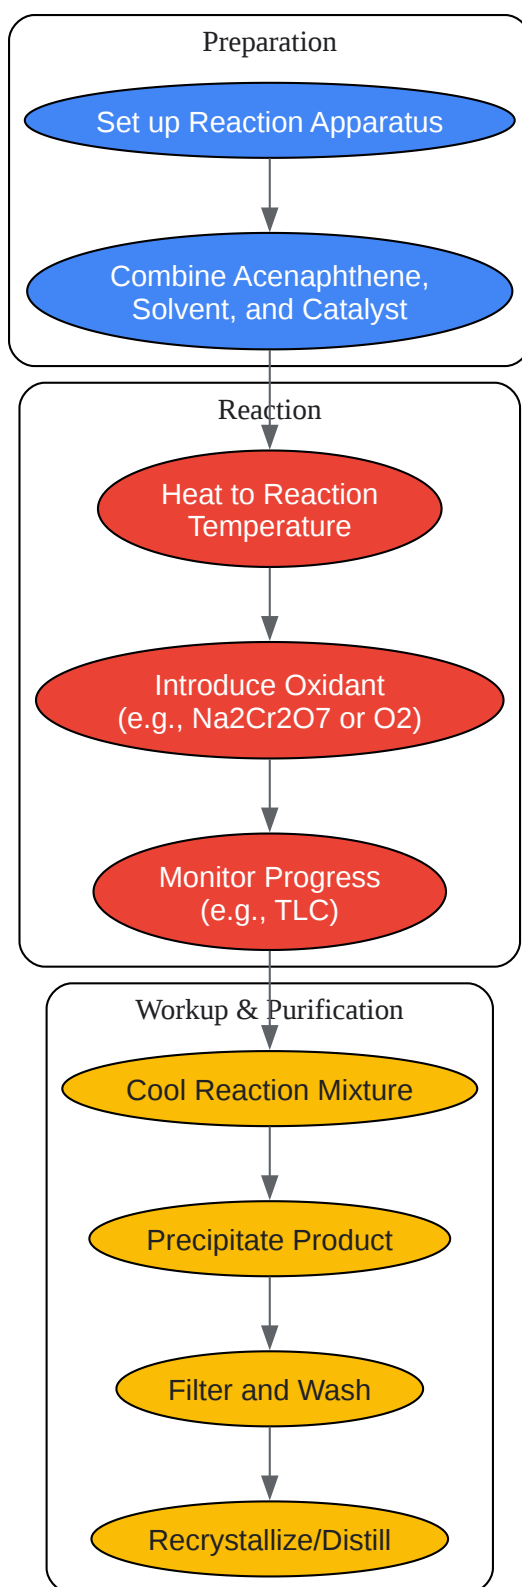 Preparation
Set up Reaction Apparatus
Combine Acenaphthene,
Solvent, and Catalyst
Reaction
Heat to Reaction
Temperature
Introduce Oxidant
(e.g., Na2Cr2O7 or O2)
Monitor Progress
(e.g., TLC)
Workup & Purification
Cool Reaction Mixture
Precipitate Product
Filter and Wash
Recrystallize/Distill